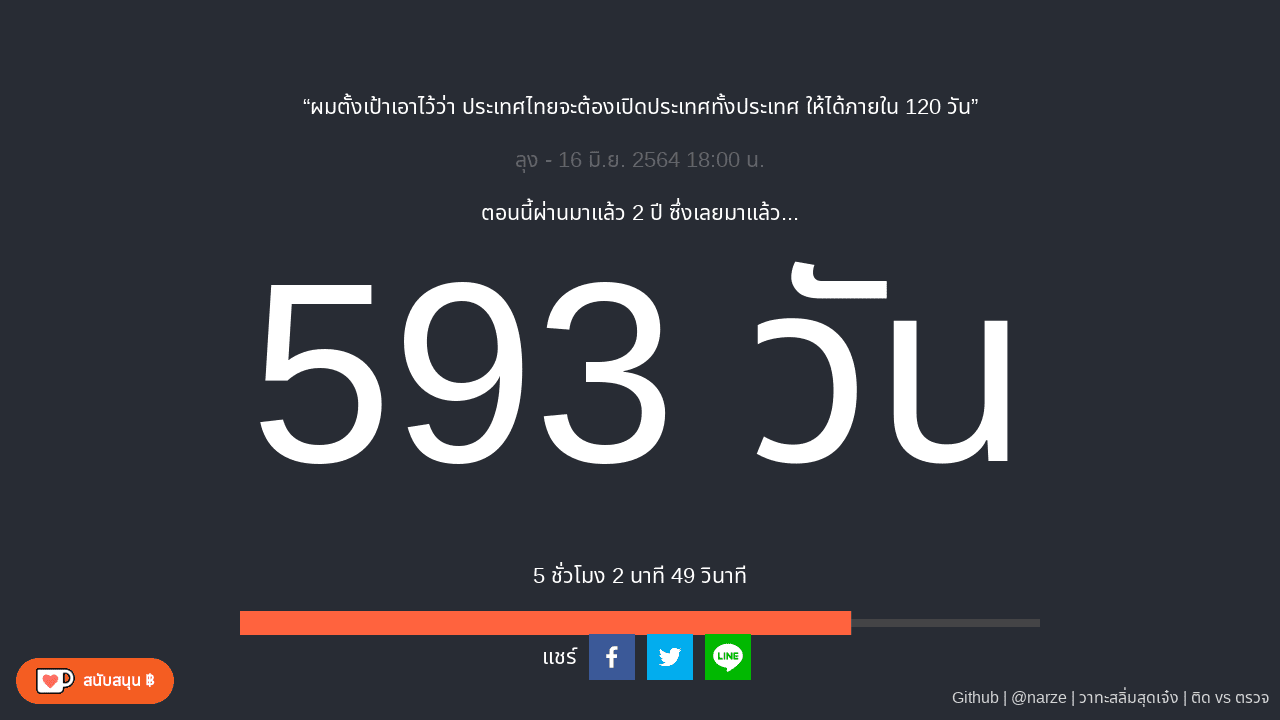 “ผมตั้งเป้าเอาไว้ว่า ประเทศไทยจะต้องเปิดประเทศทั้งประเทศ ให้ได้ภายใน 120 วัน”
ลุง - 16 มิ.ย. 2564 18:00 น.
ตอนนี้ผ่านมาแล้ว 2 ปี ซึ่งเลยมาแล้ว...
593 วัน
5 ชั่วโมง 2 นาที 49 วินาที
แชร์
LINE
สนับสนุน ฿
Github | @narze | วาทะสลิ่มสุดเจ๋ง | ติด vs ตรวจ